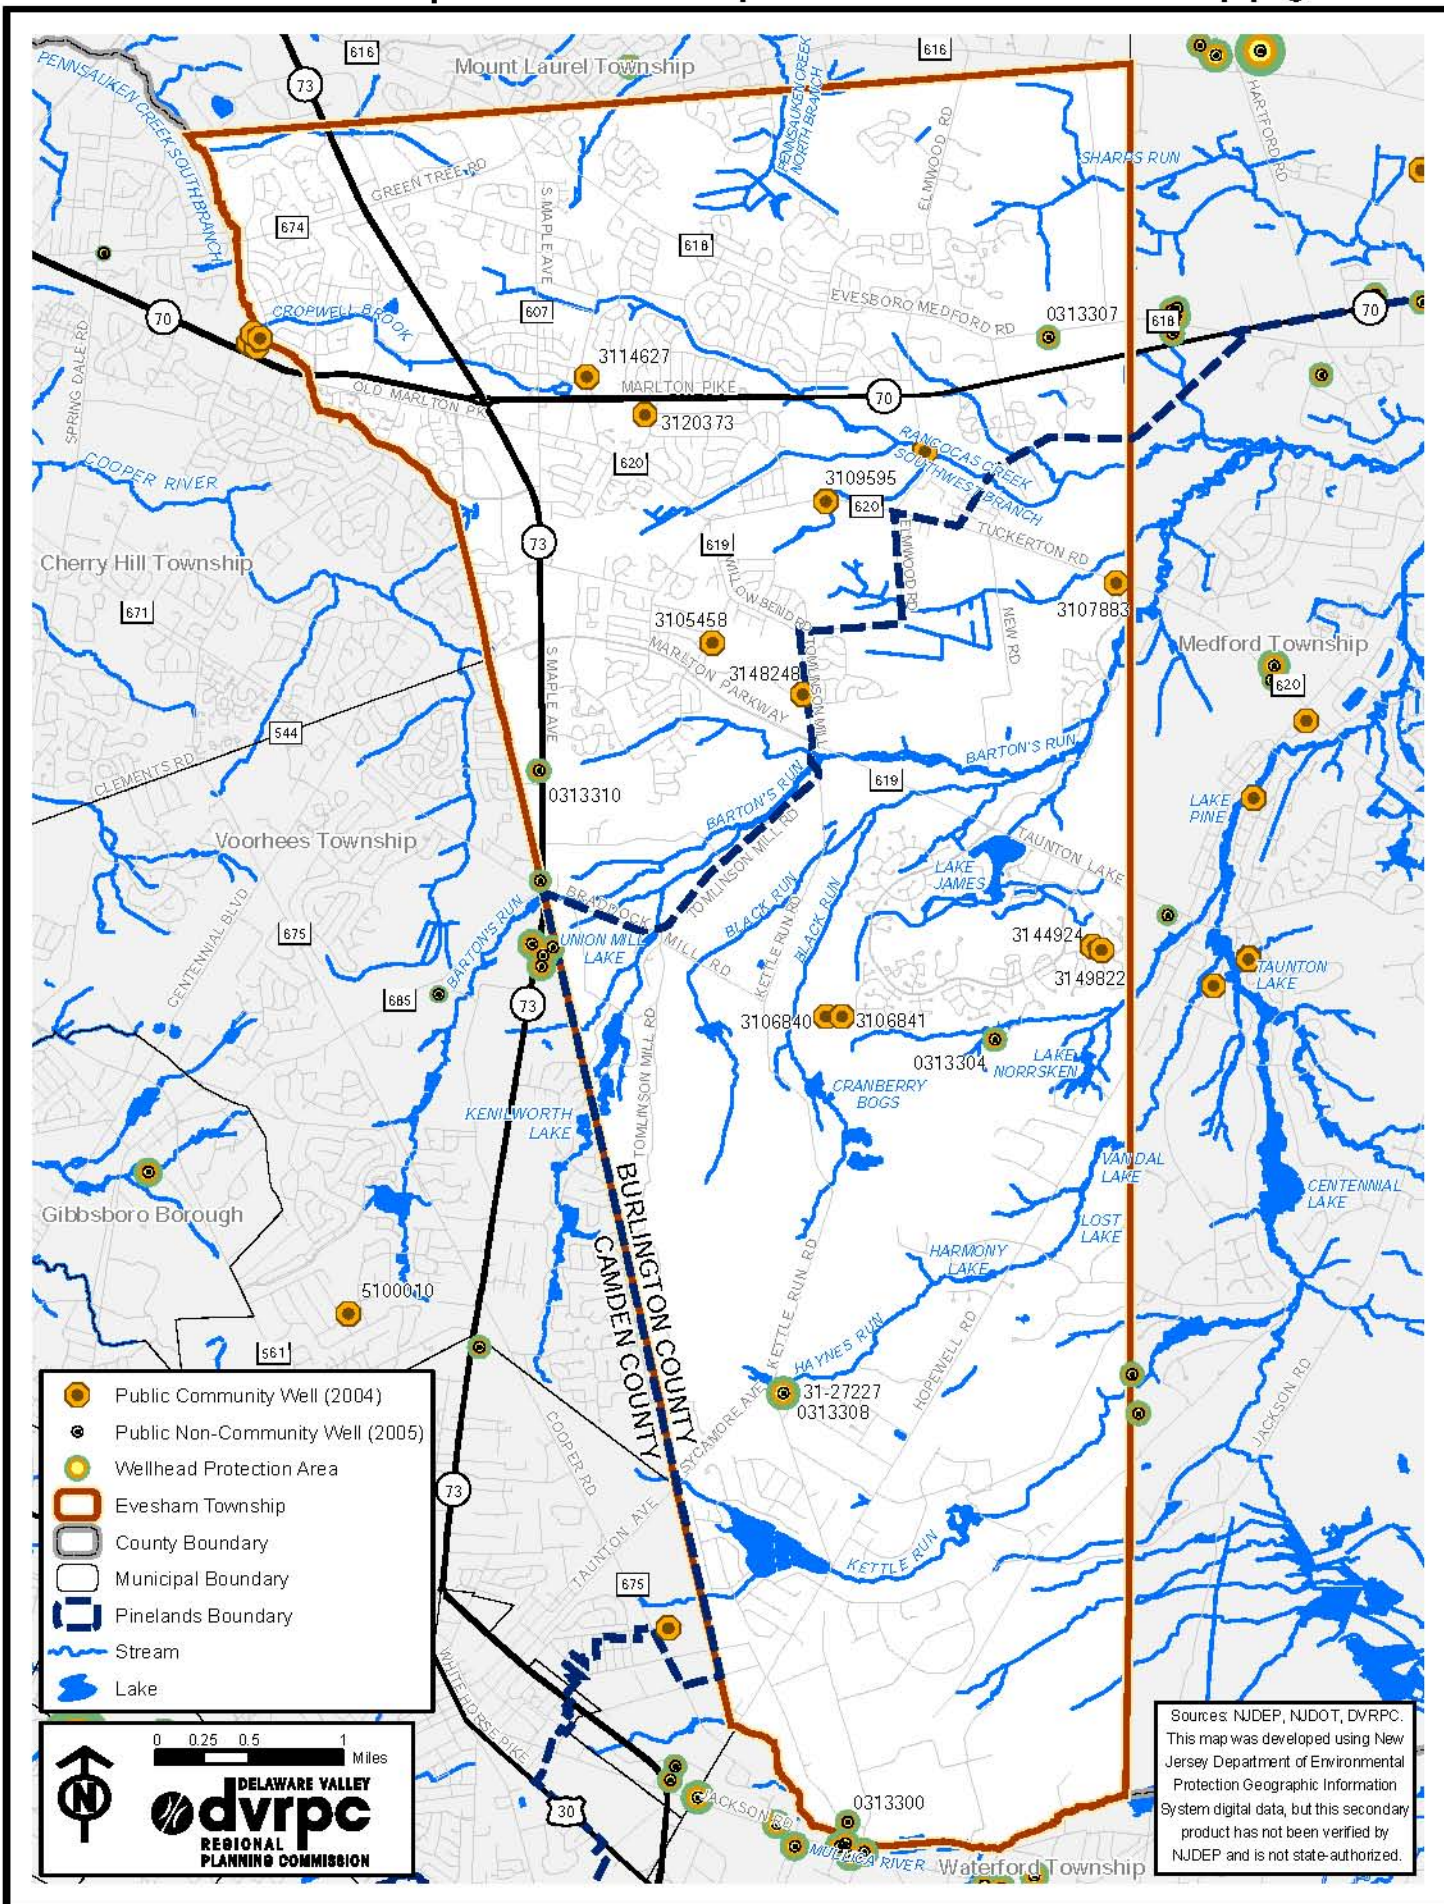 616
Mount Laurel Township
616
73
PENNSAUKEN CREEK SOUTH BRANCH
PENNSAUKEN CREEK
NORTH BRANCH
HARTFORD RD
ELMWOOD RD
SHARPS RUN
GREEN TREE RD
S MAPLE AVE
674
618
EVESBORO MEDFORD RD
0313307
618
70
70
CROPWELL BROOK
607
SPRING DALE RD
3114627
MARLTON PIKE
70
OLD MARLTON PK
3120373
RANCOCAS CREEK
SOUTHWEST BRANCH
COOPER RIVER
620
3109595
620
TUCKERTON RD
73
619
ELMWOOD RD
Cherry Hill Township
671
WILLOW BEND RD
3107883
NEW RD
3105458
Medford Township
620
MARLTON PARKWAY
3148248
TOMLINSON MILL
S MAPLE AVE
544
CLEMENTS RD
BARTON'S RUN
0313310
BARTON'S RUN
619
LAKE
PINE
Voorhees Township
TOMLINSON MILL RD
TAUNTON LAKE
LAKE
JAMES
BLACK RUN
BLACK RUN
KETTLE RUN RD
BRADDOCK MILL RD
CENTENNIAL BLVD
675
BARTON'S RUN
UNION MILL
LAKE
3144924
3149822
TAUNTON
LAKE
685
73
3106840
3106841
0313304
LAKE
NORRSKEN
TOMLINSON MILL RD
CRANBERRY
BOGS
KENILWORTH
LAKE
VANDAL
LAKE
CENTENNIAL
LAKE
Gibbsboro Borough
BURLINGTON COUNTY
CAMDEN COUNTY
LOST
LAKE
HARMONY
LAKE
5100010
KETTLE RUN RD
HAYNES RUN
HOPEWELL RD
561
JACKSON RD
31-27227
0313308
SYCAMORE AVE
COOPER RD
73
TAUNTON AVE
KETTLE RUN
675
WHITE HORSE PIKE
Public Community Well (2004)
Public Non-Community Well (2005)
Wellhead Protection Area
Evesham Township
County Boundary
Municipal Boundary
Pinelands Boundary
Stream
Lake
0 0.25 0.5 1
Miles
N
DELAWARE VALLEY
dvrpc
REGIONAL
PLANNING COMMISSION
30
JACKSON RD
0313300
MULLICA RIVER
Waterford Township
Sources: NJDEP, NJDOT, DVRPC.
This map was developed using New
Jersey Department of Environmental
Protection Geographic Information
System digital data, but this secondary
product has not been verified by
NJDEP and is not state-authorized.